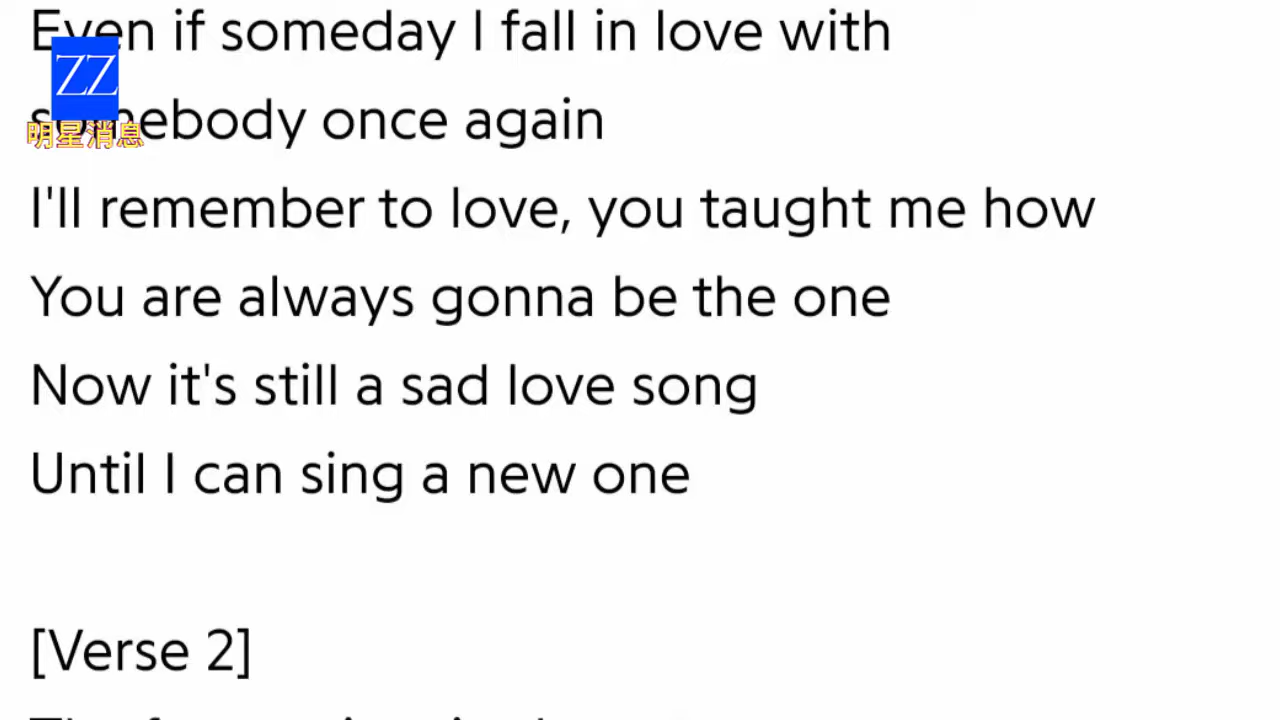 Even if someday I fall in love with
ZZ
somebody once again
明星消息
I'll remember to love, you taught me how
You are always gonna be the one
Now it's still a sad love song
Until I can sing a new one
[Verse 2]